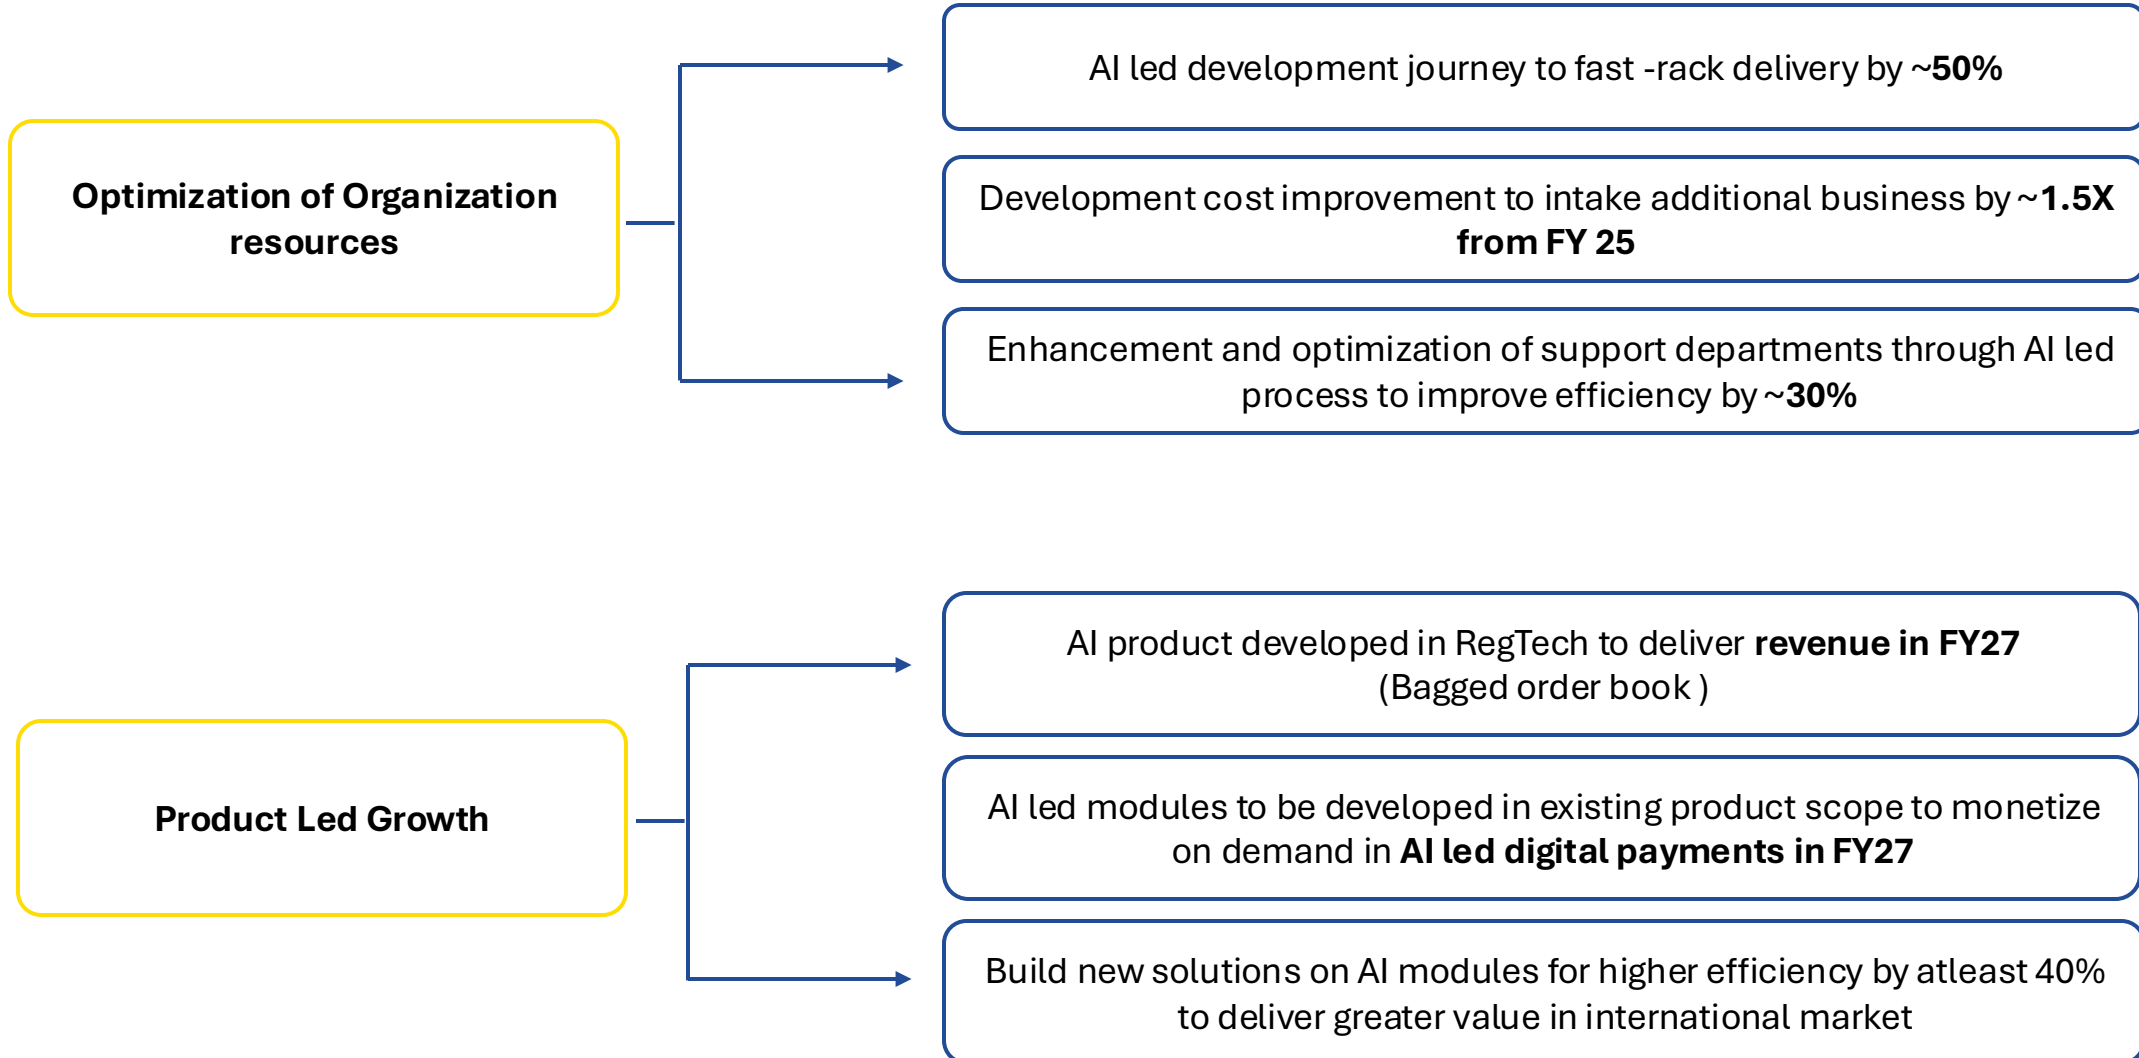 AI led development journey to fast -rack delivery by ~50%
Optimization of Organization
resources
Development cost improvement to intake additional business by ~1.5X
from FY 25
Enhancement and optimization of support departments through AI led
process to improve efficiency by ~30%
AI product developed in RegTech to deliver revenue in FY27
(Bagged order book )
Product Led Growth
AI led modules to be developed in existing product scope to monetize
on demand in AI led digital payments in FY27
Build new solutions on AI modules for higher efficiency by atleast 40%
to deliver greater value in international market